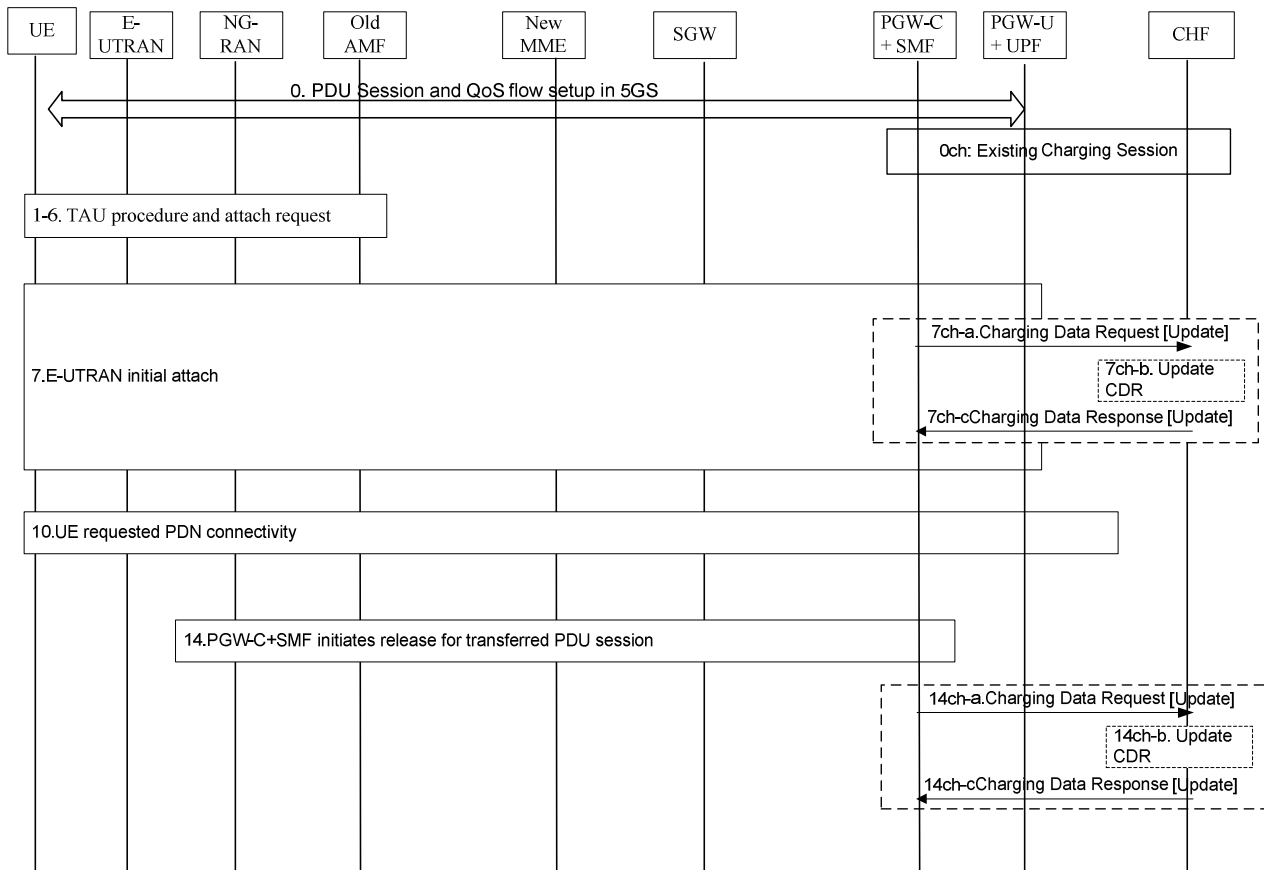 UE
E-
UTRAN
NG-
RAN
Old
AMF
New
MME
SGW
PGW-C
+ SMF
PGW-U
+ UPF
CHF
0. PDU Session and QoS flow setup in 5GS
0ch: Existing Charging Session
1-6. TAU procedure and attach request
7ch-a.Charging Data Request [Update]
7.E-UTRAN initial attach
7ch-b. Update
CDR
7ch-cCharging Data Response [Update]
10.UE requested PDN connectivity
14.PGW-C+SMF initiates release for transferred PDU session
14ch-a.Charging Data Request [Update]
14ch-b. Update
CDR
14ch-cCharging Data Response [Update]